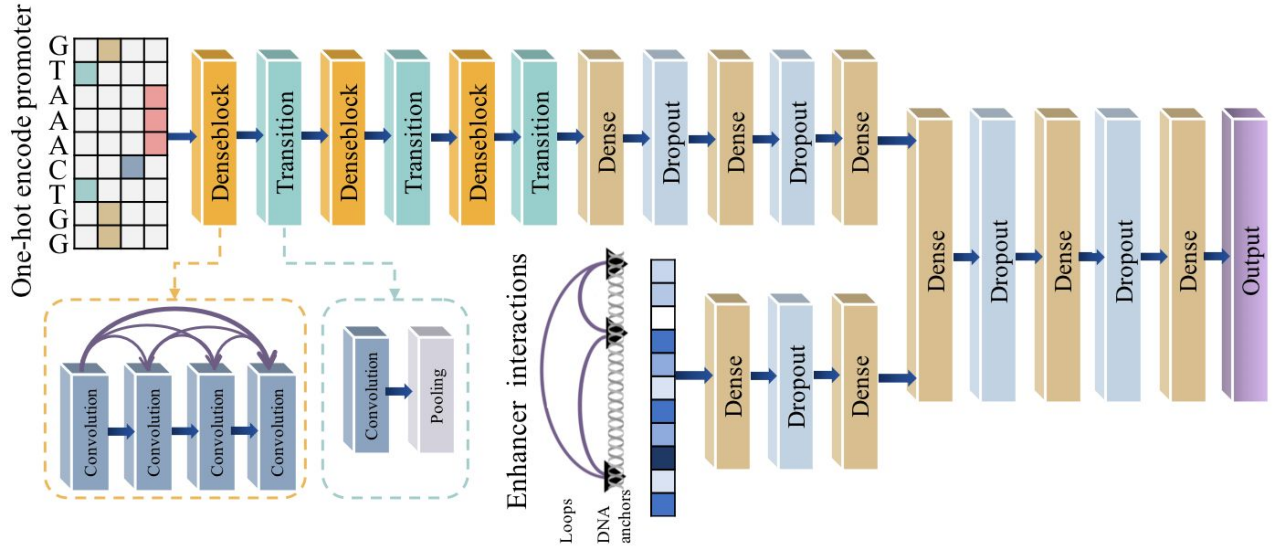 One-hot encode promoter
G
T
A
A
A
C
T
G
G
Denseblock
Transition
Denseblock
Transition
Denseblock
Transition
Dense
Dropout
Dense
Dropout
Dense
Convolution
Convolution
Convolution
Convolution
Convolution
Pooling
Enhancer interactions
Loops
DNA
anchors
Dense
Dropout
Dense
Dense
Dropout
Dense
Dropout
Dense
Output